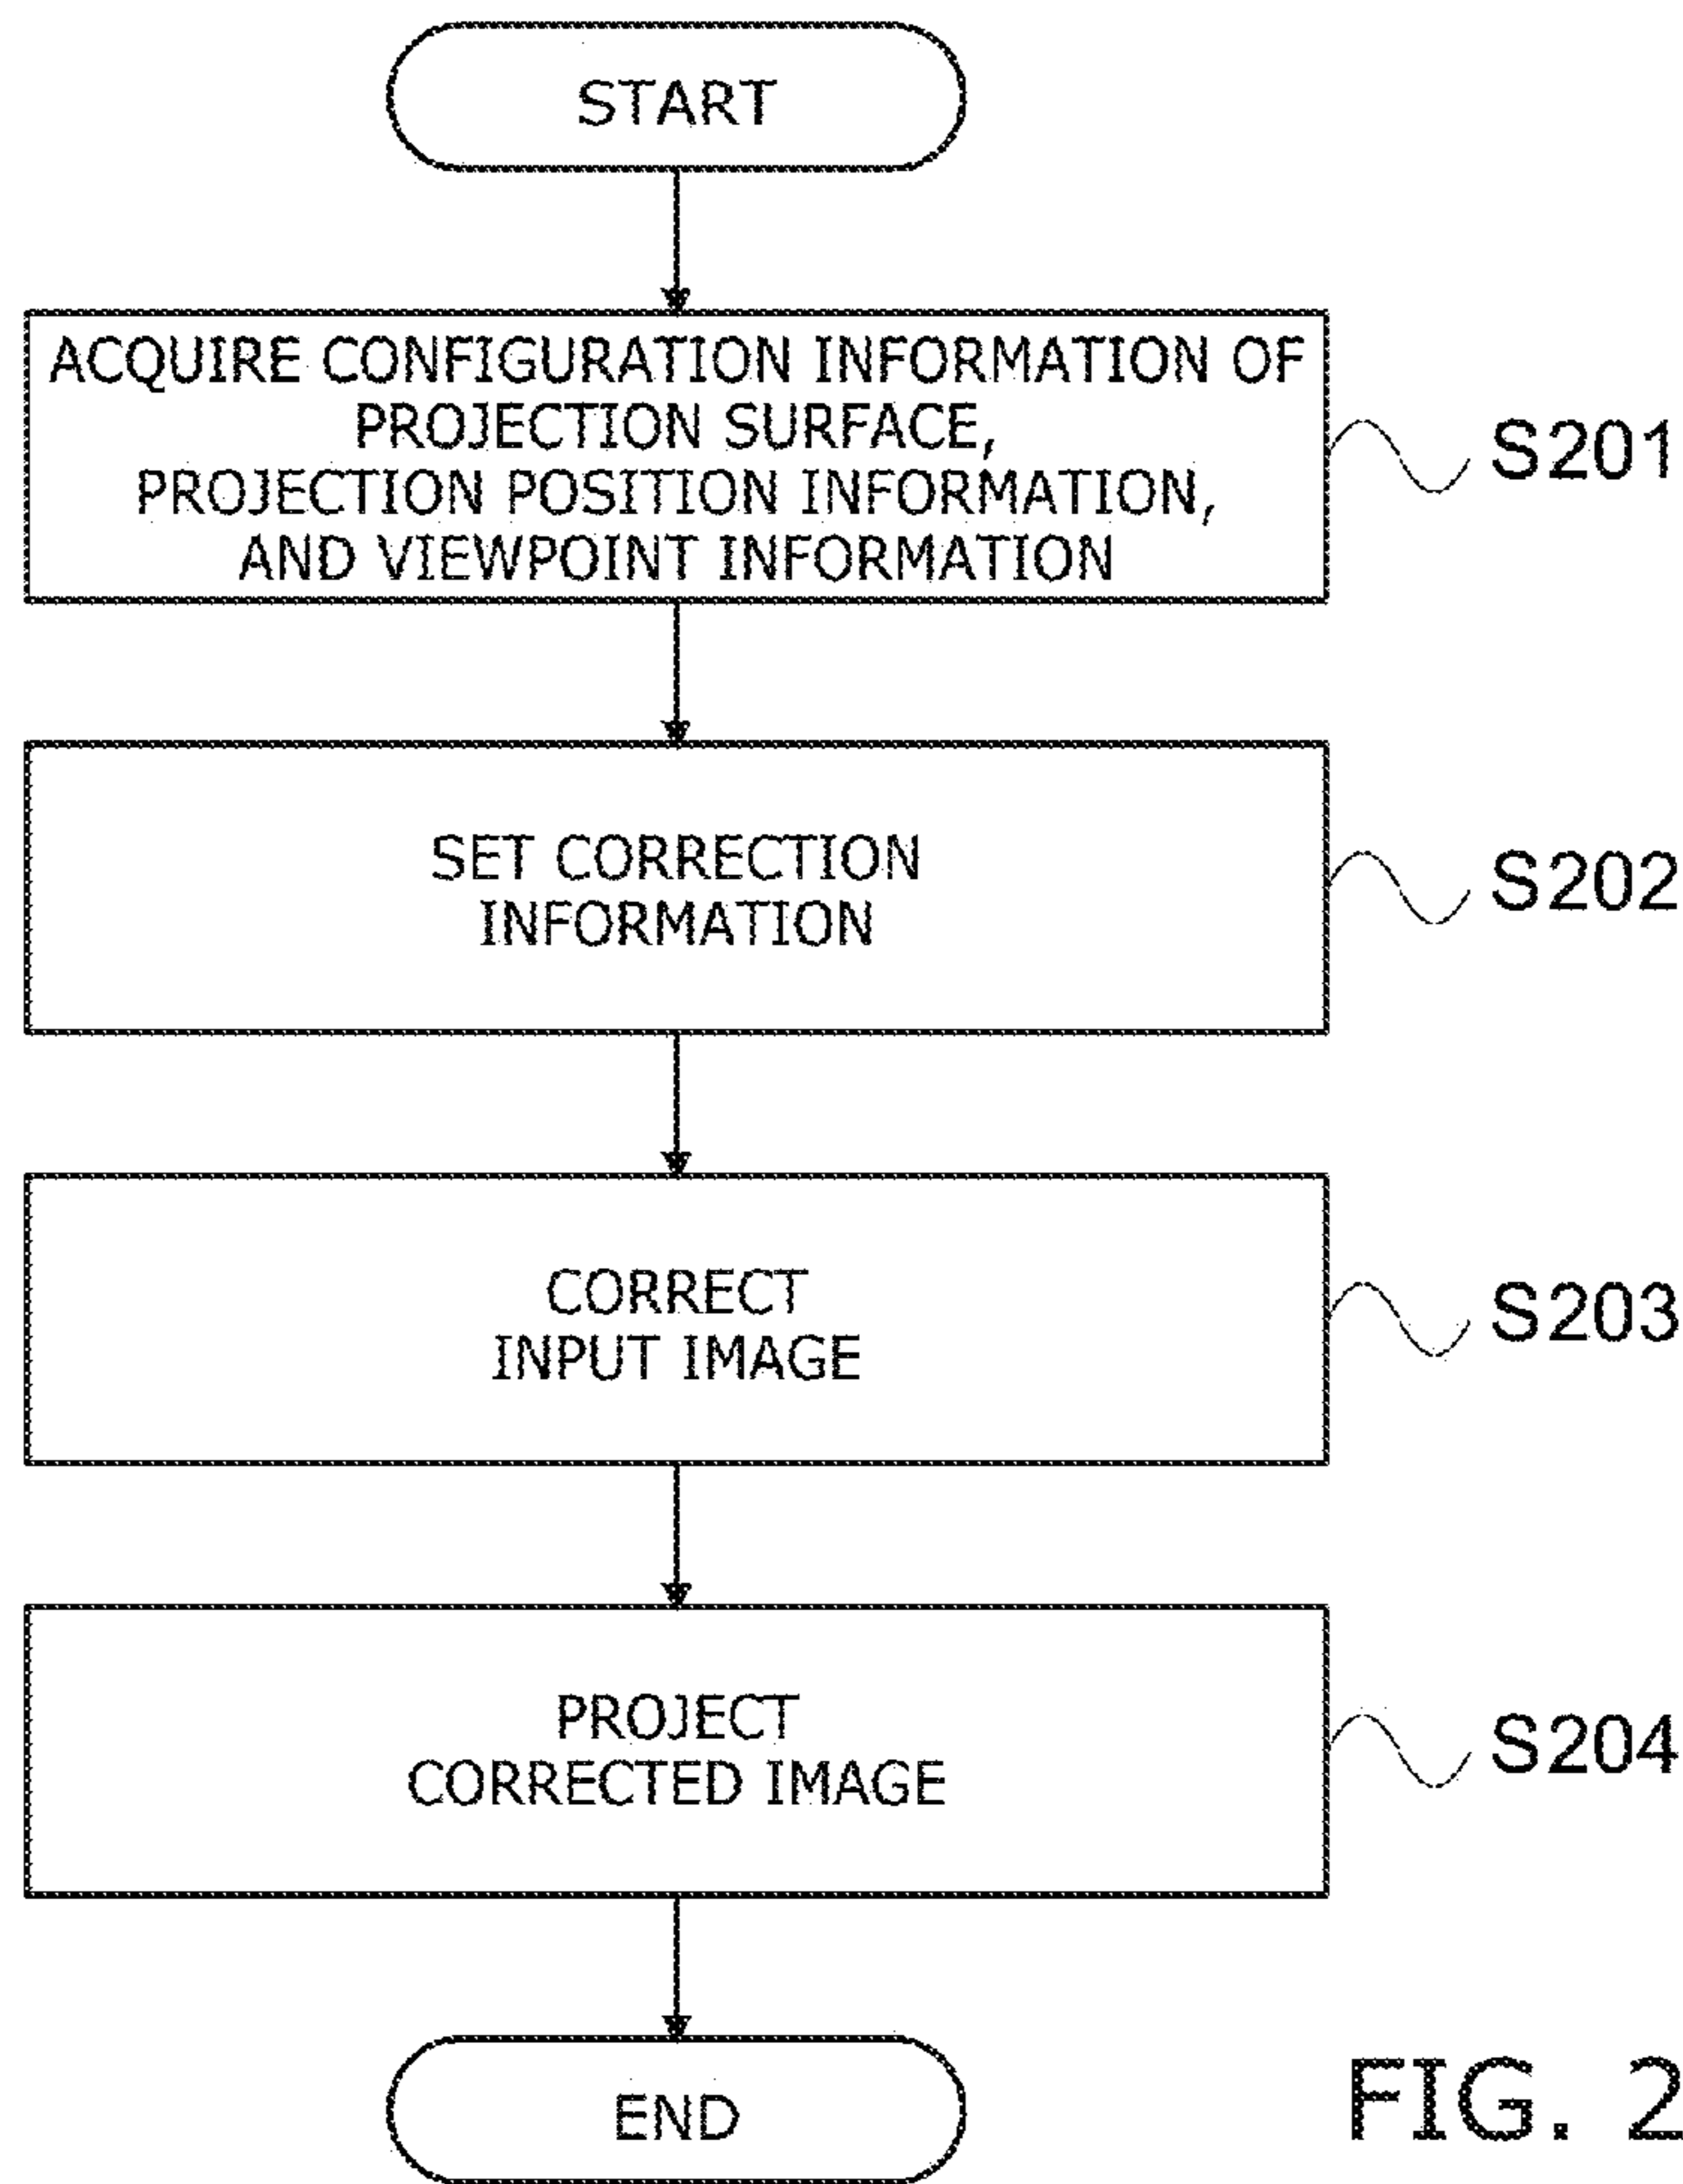 START
ACQUIRE CONFIGURATION INFORMATION OF
PROJECTION SURFACE,
PROJECTION POSITION INFORMATION,
AND VIEWPOINT INFORMATION
S201
SET CORRECTION
INFORMATION
S202
CORRECT
INPUT IMAGE
S203
PROJECT
CORRECTED IMAGE
S204
END
FIG. 2